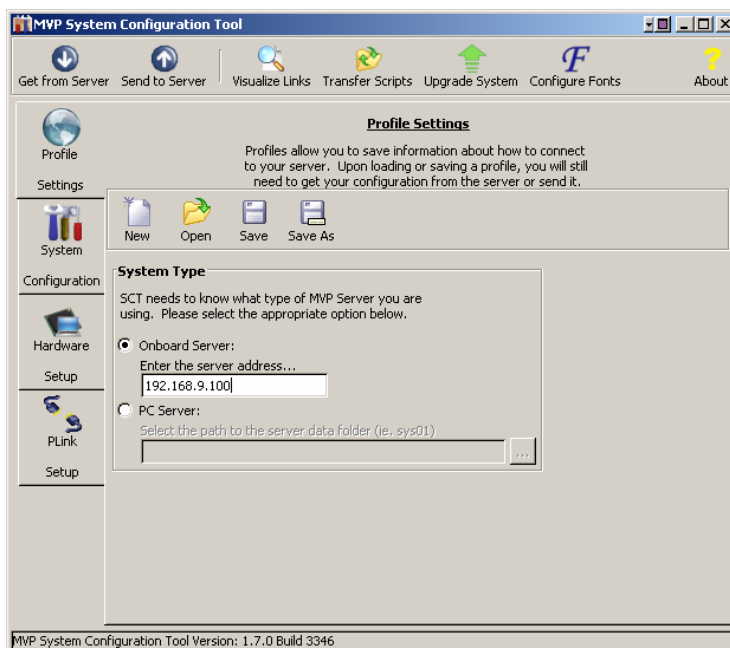 MVP System Configuration Tool
Get from Server Send to Server Visualize Links Transfer Scripts Upgrade System Configure Fonts About
Profile
Settings
System
Configuration
Hardware
Setup
PLink
Setup
Profile Settings
Profiles allow you to save information about how to connect
to your server. Upon loading or saving a profile, you will still
need to get your configuration from the server or send it.
New Open Save Save As
System Type
SCT needs to know what type of MVP Server you are
using. Please select the appropriate option below.
Onboard Server:
Enter the server address...
192.168.9.100
PC Server:
Select the path to the server data folder (ie. sys01)
...
MVP System Configuration Tool Version: 1.7.0 Build 3346